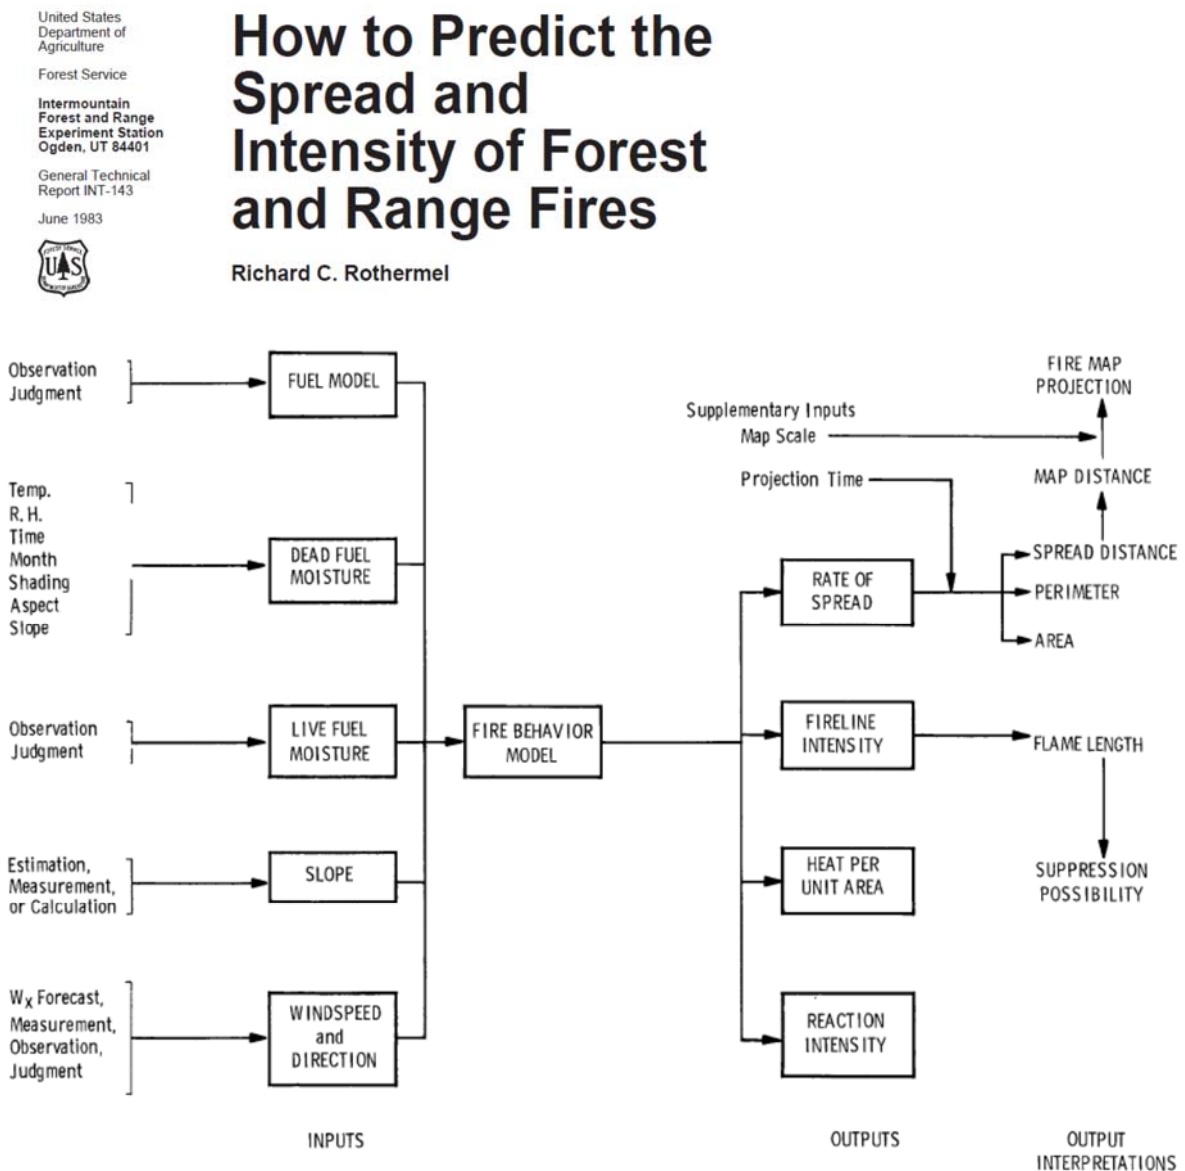 United States
Department of
Agriculture
Forest Service
Intermountain
Forest and Range
Experiment Station
Ogden, UT 84401
General Technical
Report INT-143
June 1983
FOREST SERVICE
U S
DEPARTMENT OF AGRICULTURE
How to Predict the
Spread and
Intensity of Forest
and Range Fires
Richard C. Rothermel
Observation
Judgment
FUEL MODEL
Temp.
R. H.
Time
Month
Shading
Aspect
Slope
DEAD FUEL
MOISTURE
Observation
Judgment
LIVE FUEL
MOISTURE
Estimation,
Measurement,
or Calculation
SLOPE
Wx Forecast,
Measurement,
Observation,
Judgment
WINDSPEED
and
DIRECTION
INPUTS
FIRE BEHAVIOR
MODEL
Supplementary Inputs
Map Scale
Projection Time
RATE OF
SPREAD
FIRELINE
INTENSITY
HEAT PER
UNIT AREA
REACTION
INTENSITY
OUTPUTS
FIRE MAP
PROJECTION
MAP DISTANCE
SPREAD DISTANCE
PERIMETER
AREA
FLAME LENGTH
SUPPRESSION
POSSIBILITY
OUTPUT
INTERPRETATIONS